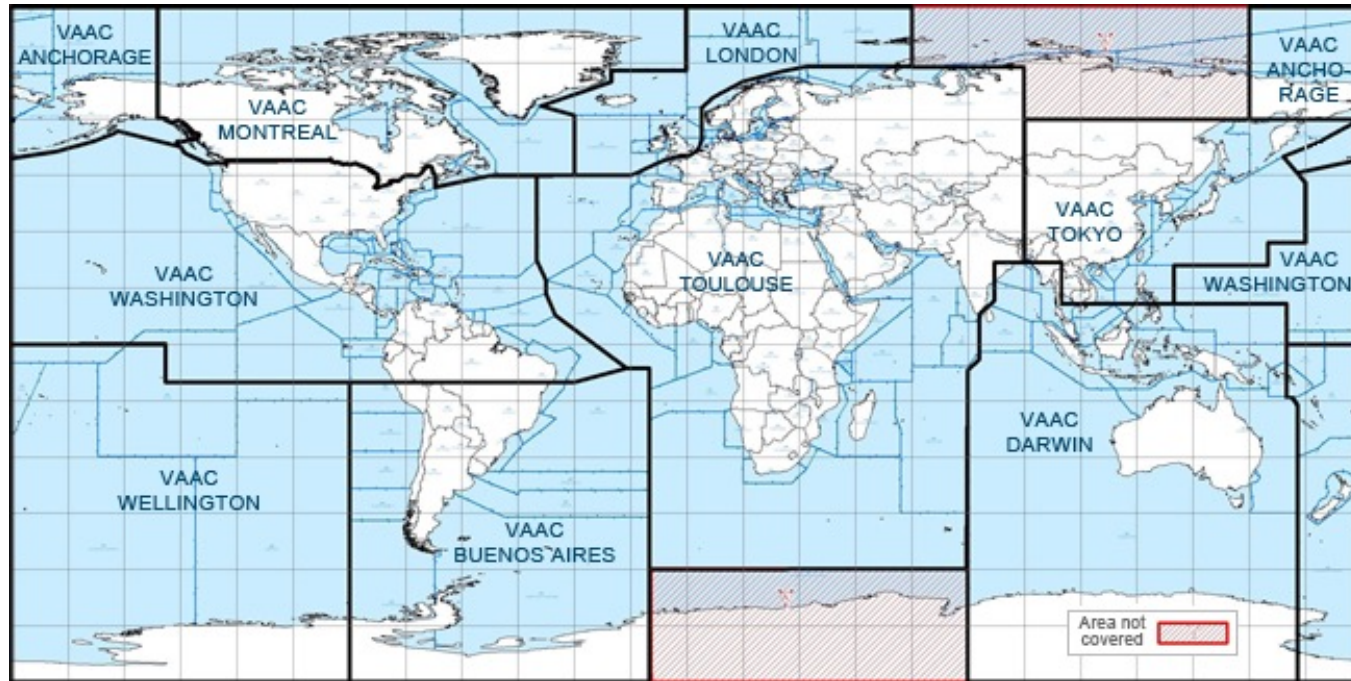 VAAC
ANCHORAGE
VAAC
MONTREAL
VAAC
LONDON
VAAC
ANCHO-
RAGE
VAAC
TOKYO
VAAC
TOULOUSE
VAAC
WASHINGTON
VAAC
WASHINGTON
VAAC
DARWIN
VAAC
WELLINGTON
VAAC
BUENOS AIRES
Area not
covered